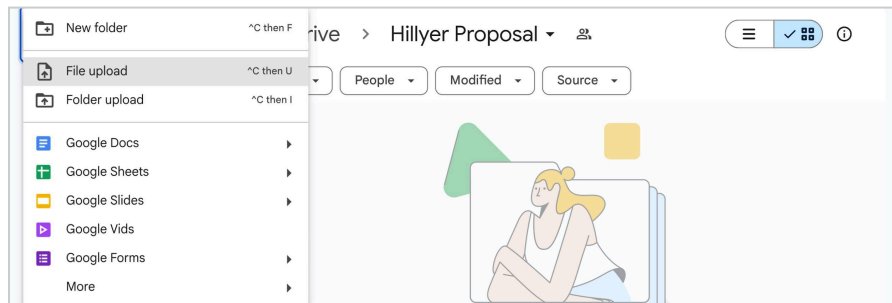 New folder ^C then F
rive > Hillyer Proposal
File upload ^C then U
People Modified Source
Folder upload ^C then I
Google Docs
Google Sheets
Google Slides
Google Vids
Google Forms
More